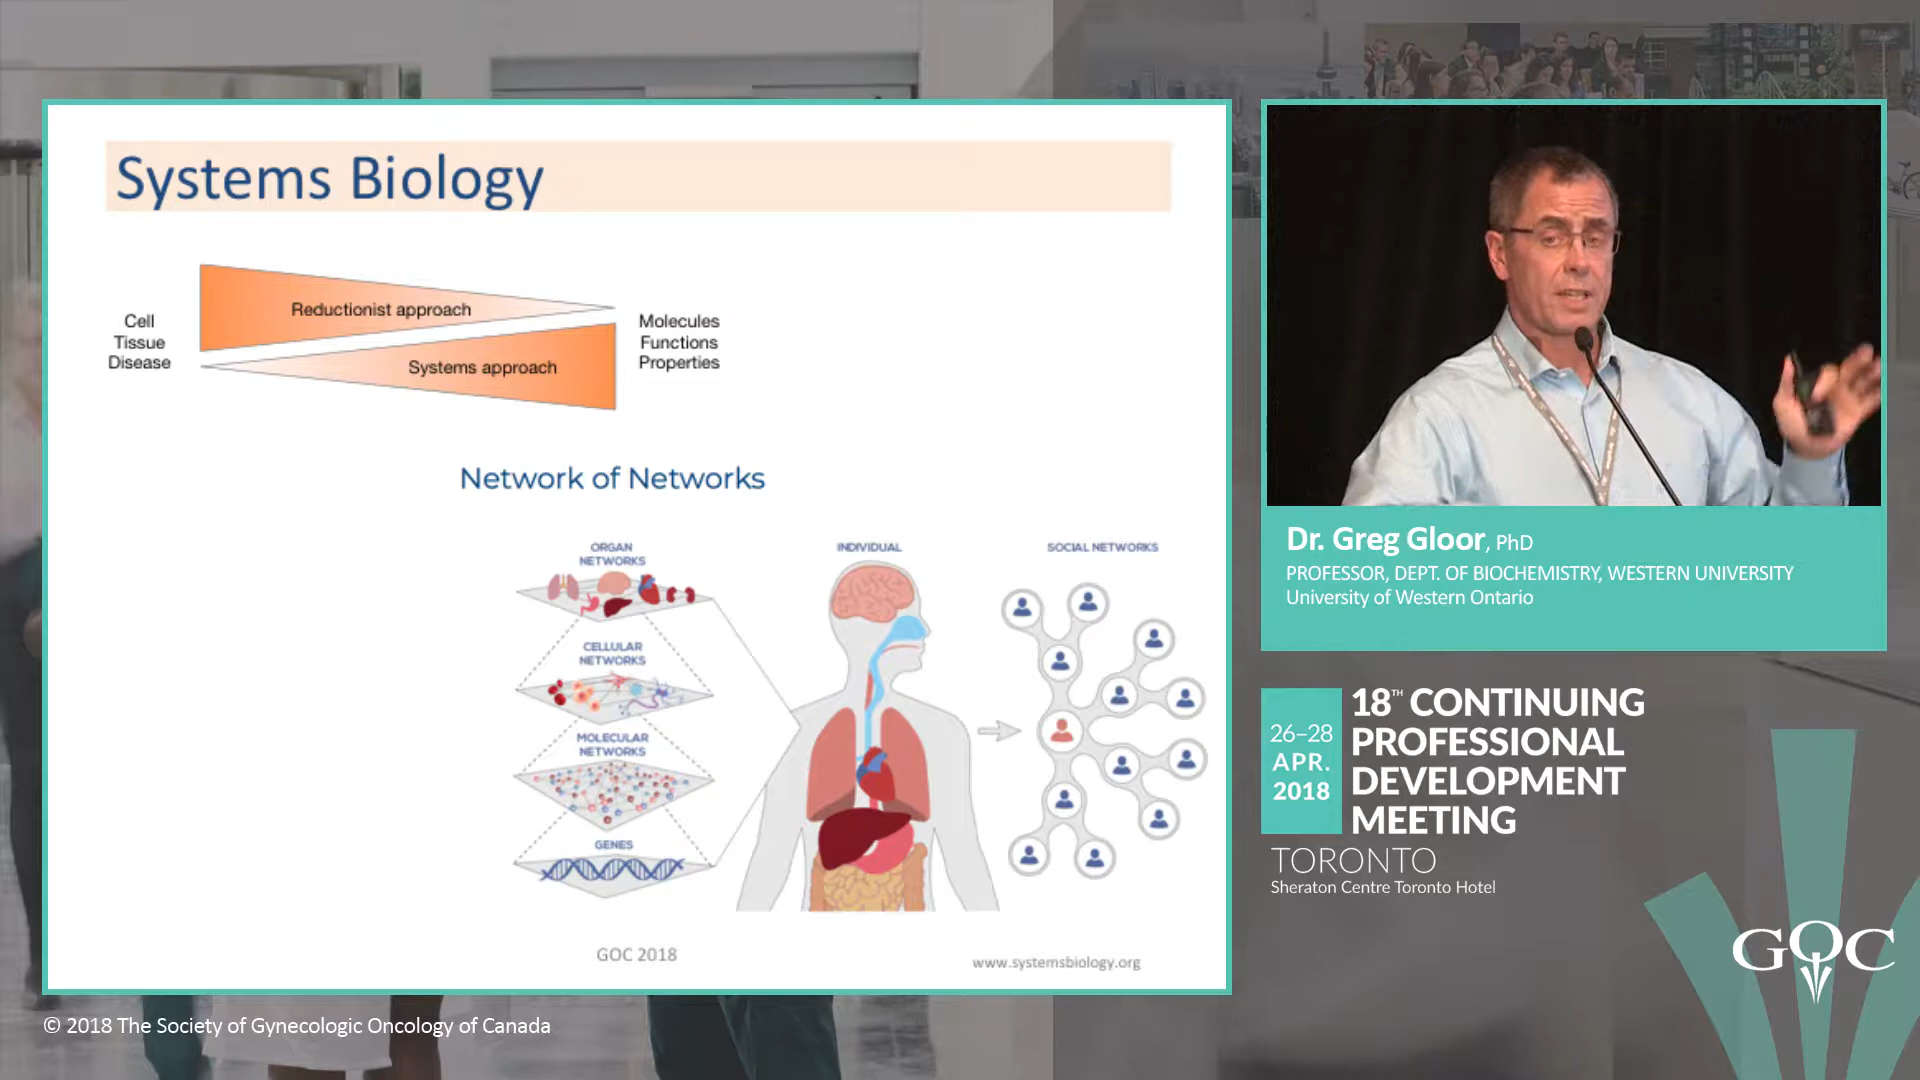 Systems Biology
Cell
Tissue
Disease
Reductionist approach
Systems approach
Molecules
Functions
Properties
Network of Networks
ORGAN
NETWORKS
CELLULAR
NETWORKS
MOLECULAR
NETWORKS
GENES
INDIVIDUAL
SOCIAL NETWORKS
GOC 2018
www.systemsbiology.org
Dr. Greg Gloor, PhD
PROFESSOR, DEPT. OF BIOCHEMISTRY, WESTERN UNIVERSITY
University of Western Ontario
26–28
APR.
2018
18TH CONTINUING
PROFESSIONAL
DEVELOPMENT
MEETING
TORONTO
Sheraton Centre Toronto Hotel
GOC
© 2018 The Society of Gynecologic Oncology of Canada